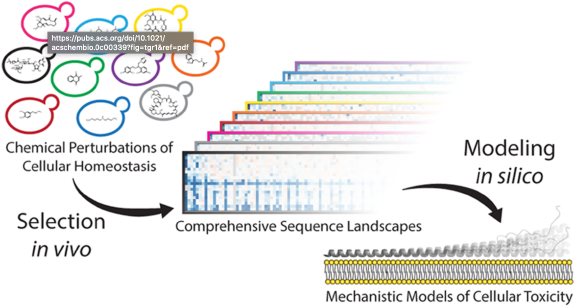 https://pubs.acs.org/doi/10.1021/
acschembio.0c00339?fig=tgr1&ref=pdf
Chemical Perturbations of
Cellular Homeostasis
Selection
in vivo
Comprehensive Sequence Landscapes
Modeling
in silico
Mechanistic Models of Cellular Toxicity